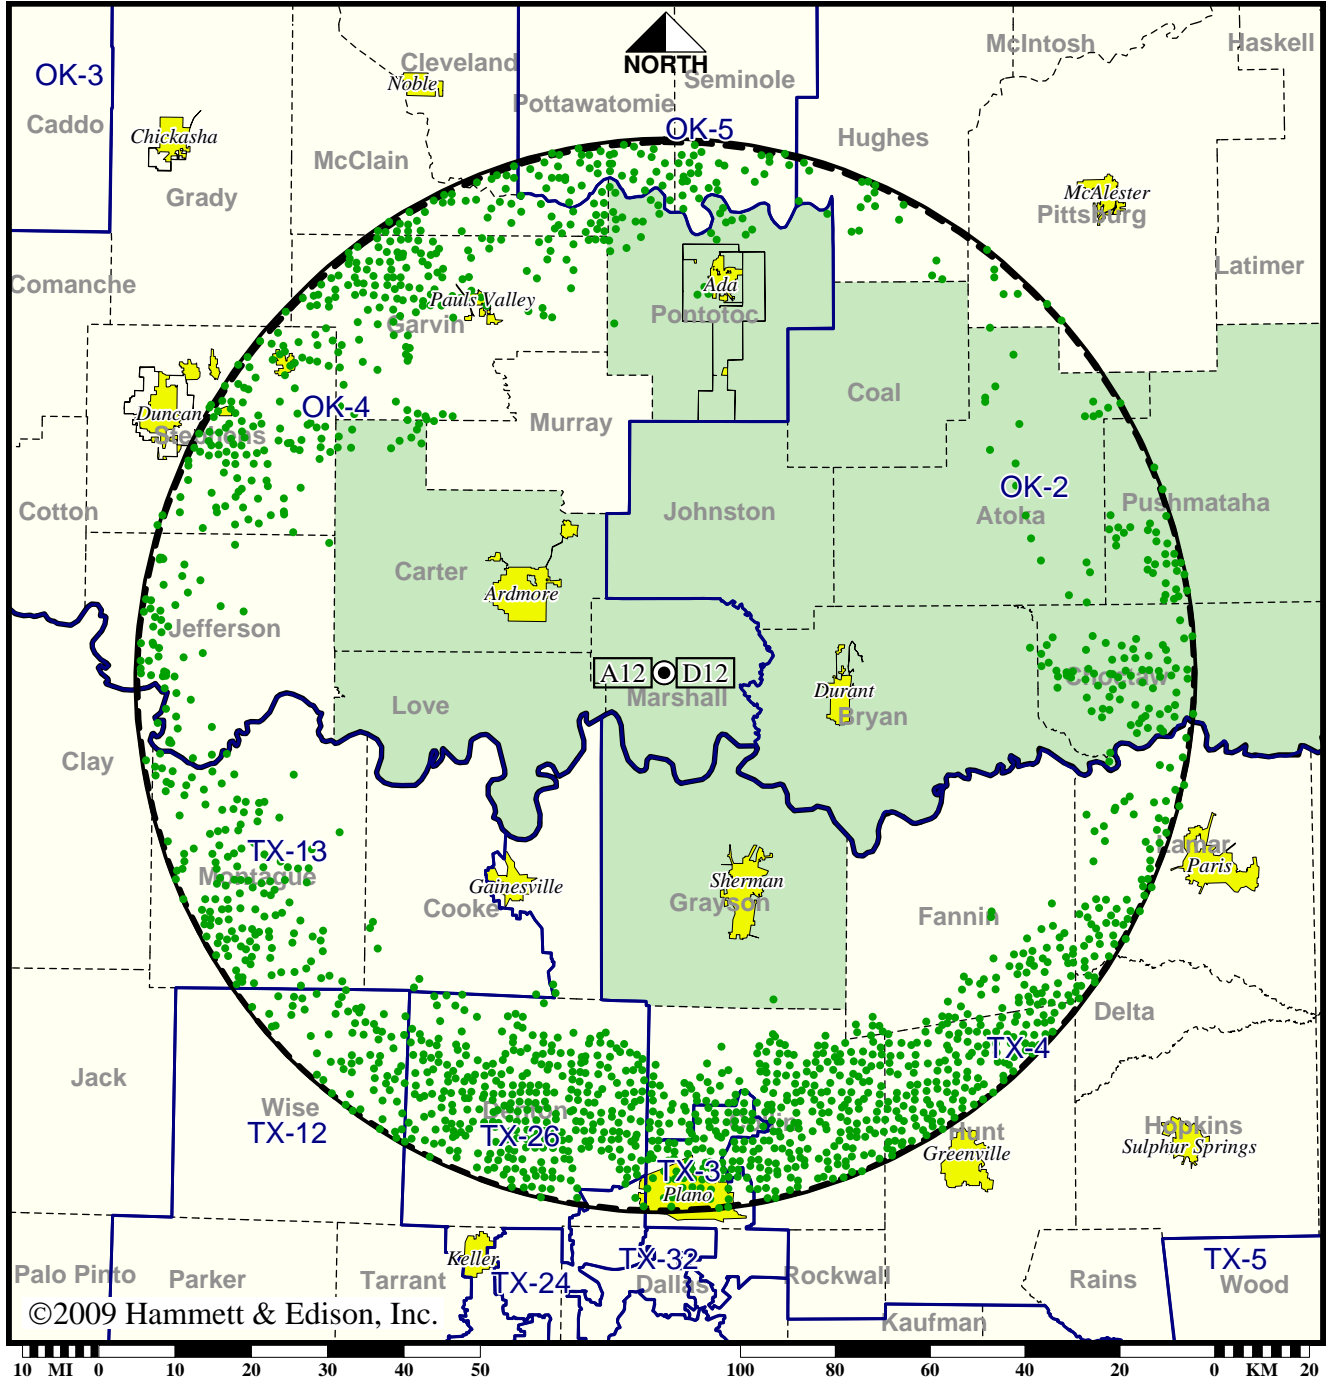 McIntosh
Haskell
Cleveland
OK-3
NORTH
Seminole
Noble
Pottawatomie
Caddo
OK-5
Chickasha
Hughes
McClain
McAlester
Grady
Pittsburg
Latimer
Comanche
Ada
Pauls Valley
Pontotoc
Garvin
Coal
OK-4
Duncan
Murray
Stephens
OK-2
Pushmataha
Cotton
Johnston
Atoka
Carter
Ardmore
Jefferson
A12 D12
Choctaw
Durant
Marshall
Love
Bryan
Clay
TX-13
Lamar
Paris
Montague
Sherman
Gainesville
Grayson
Cooke
Fannin
Delta
TX-4
Jack
Wise
Denton
Collin
TX-12
TX-26
Hunt
Hopkins
Sulphur Springs
Greenville
TX-3
Plano
Keller
TX-32
TX-5
Palo Pinto
Parker
Tarrant
TX-24
Dallas
Rockwall
Rains
Wood
©2009 Hammett & Edison, Inc.
Kaufman
10 MI 0 10 20 30 40 50 100 80 60 40 20 0 KM 20